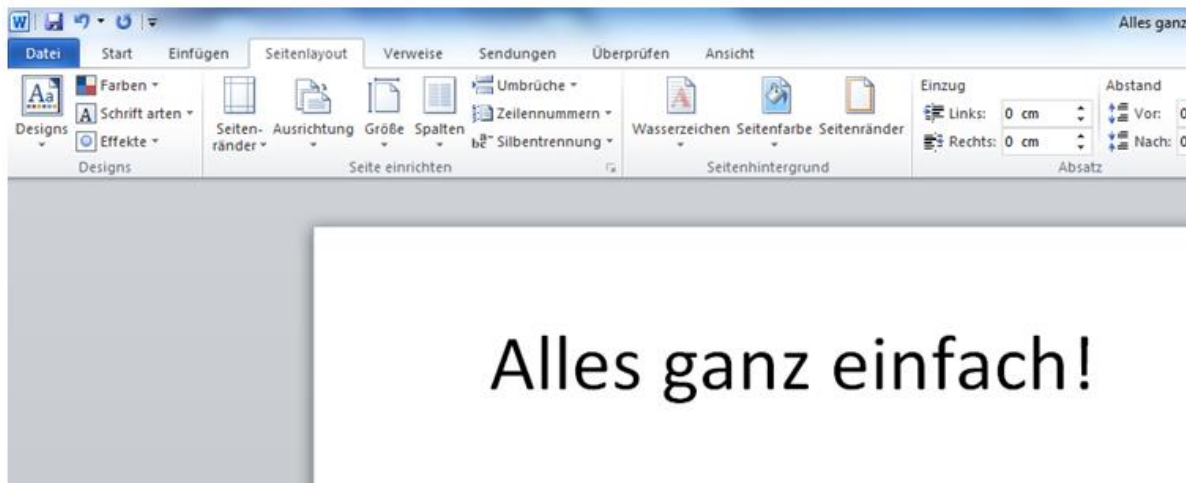 Alles ganz
Datei Start Einfügen Seitenlayout Verweise Sendungen Überprüfen Ansicht
Designs
Farben
Schrift arten
Effekte
Designs
Seiten-
ränder
Ausrichtung
Größe
Spalten
Umbrüche
Zeilennummern
Silbentrennung
Seite einrichten
Wasserzeichen
Seitenfarbe
Seitenränder
Seitenhintergrund
Einzug
Links: 0 cm
Rechts: 0 cm
Abstand
Vor: 0
Nach: 0
Absatz
Alles ganz einfach!